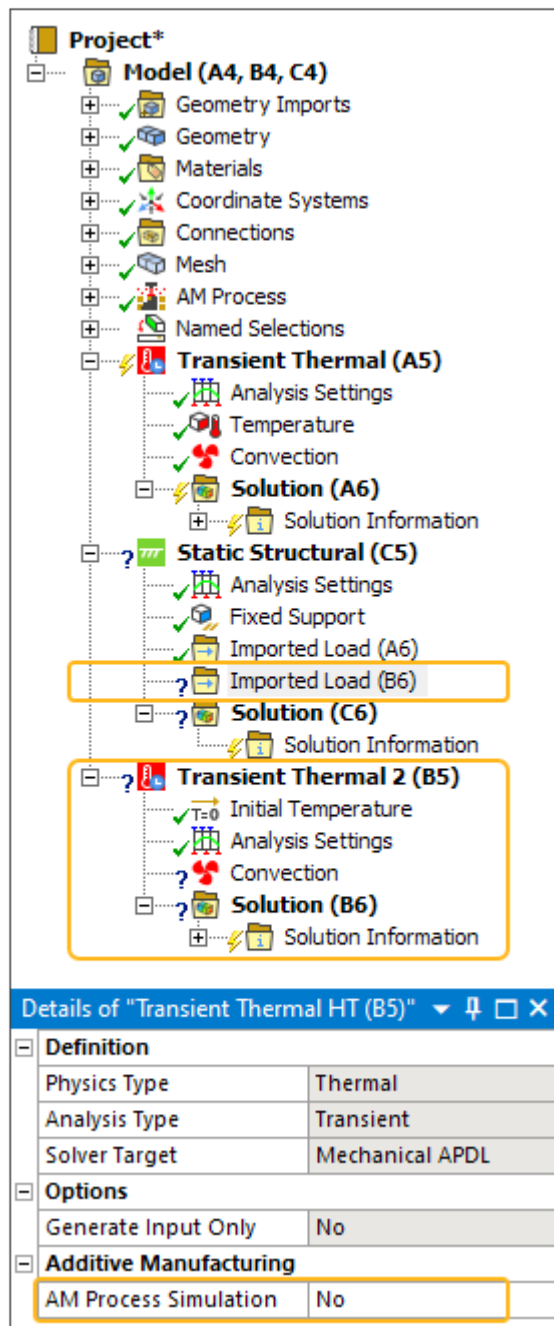 Project*
Model (A4, B4, C4)
Geometry Imports
Geometry
Materials
Coordinate Systems
Connections
Mesh
AM Process
Named Selections
Transient Thermal (A5)
Analysis Settings
Temperature
Convection
Solution (A6)
Solution Information
Static Structural (C5)
Analysis Settings
Fixed Support
Imported Load (A6)
Imported Load (B6)
Solution (C6)
Solution Information
Transient Thermal 2 (B5)
T=0 Initial Temperature
Analysis Settings
Convection
Solution (B6)
Solution Information
Details of "Transient Thermal HT (B5)"
Definition
Physics Type Thermal
Analysis Type Transient
Solver Target Mechanical APDL
Options
Generate Input Only No
Additive Manufacturing
AM Process Simulation No